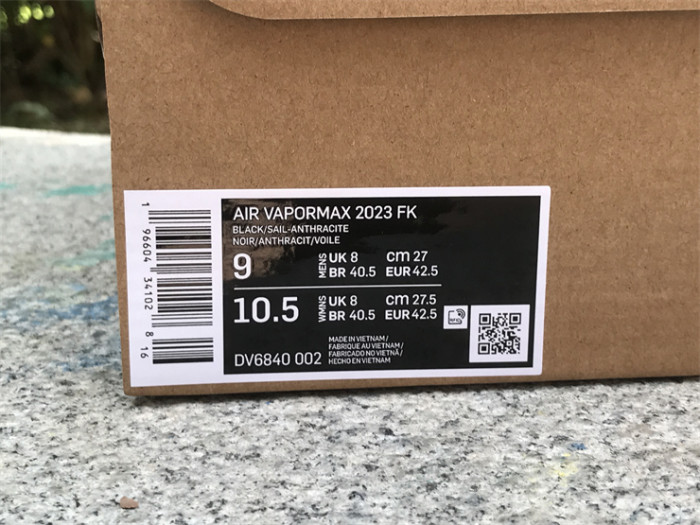 AIR VAPORMAX 2023 FK
BLACK/SAIL-ANTHRACITE
NOIR/ANTHRACIT/VOILE
9 MENS UK 8 cm 27
BR 40.5 EUR 42.5
10.5 WMNS UK 8 cm 27.5
BR 40.5 EUR 42.5
DV6840 002
MADE IN VIETNAM/
FABRIQUE AU VIETNAM/
FABRICADO NO VIETNÃ/
HECHO EN VIETNAM
1 96604 34102 8 16